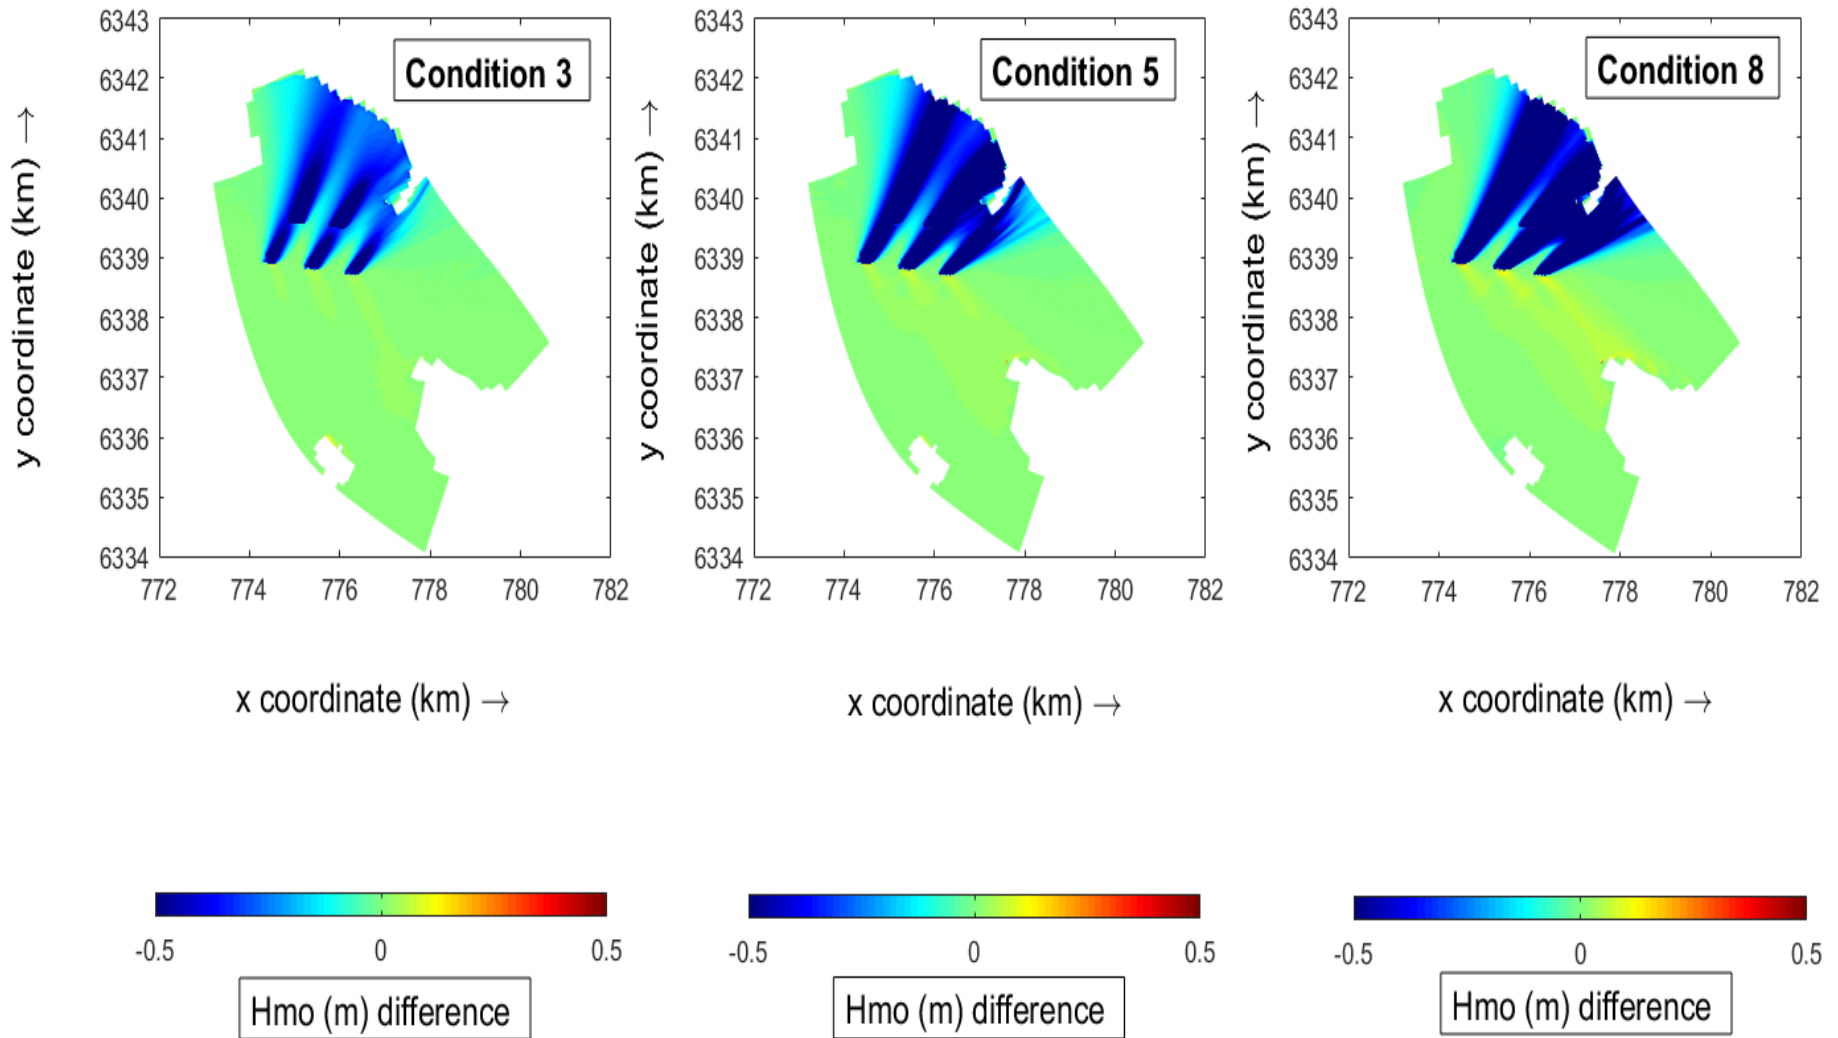 Condition 3
6343
6342
6341
6340
6339
6338
6337
6336
6335
6334
772 774 776 778 780 782
y coordinate (km) →
x coordinate (km) →
-0.5 0 0.5
Hmo (m) difference
Condition 5
6343
6342
6341
6340
6339
6338
6337
6336
6335
6334
772 774 776 778 780 782
y coordinate (km) →
x coordinate (km) →
-0.5 0 0.5
Hmo (m) difference
Condition 8
6343
6342
6341
6340
6339
6338
6337
6336
6335
6334
772 774 776 778 780 782
y coordinate (km) →
x coordinate (km) →
-0.5 0 0.5
Hmo (m) difference